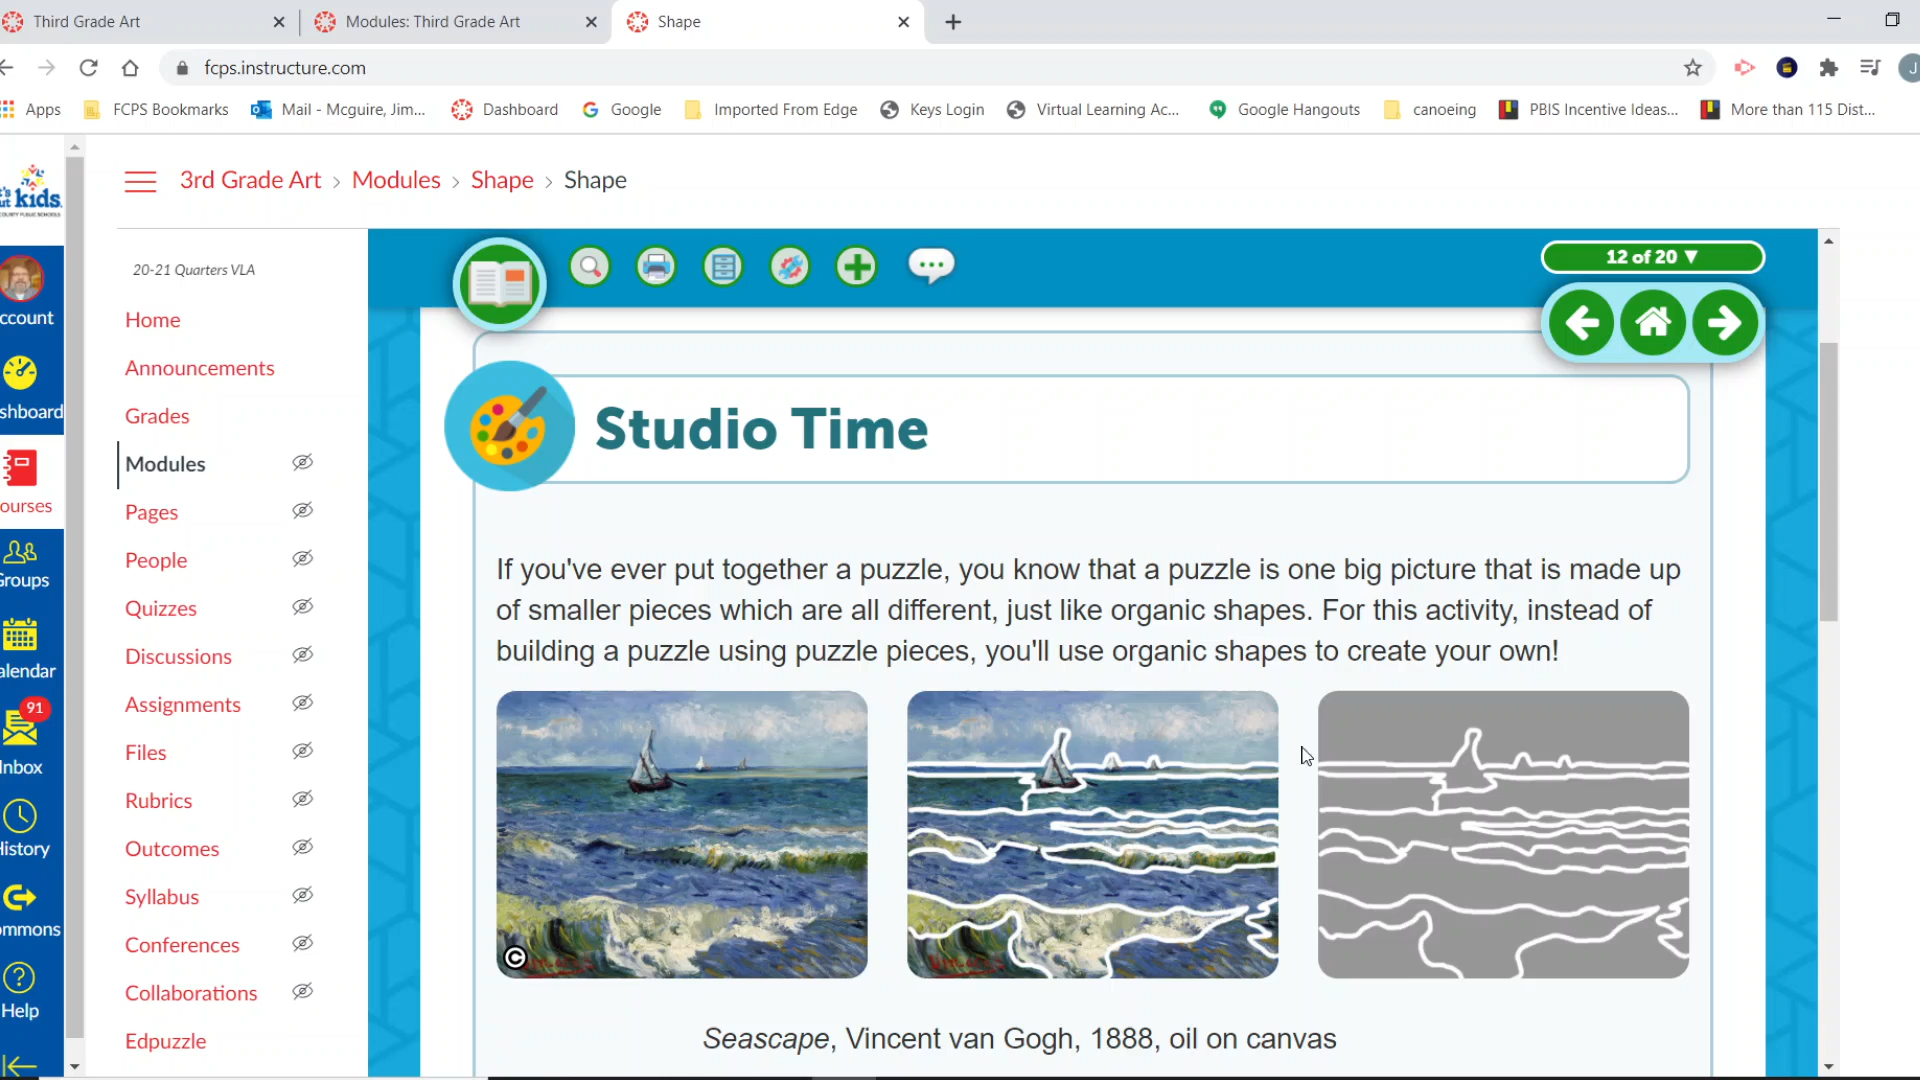 Third Grade Art
Modules: Third Grade Art
Shape
fcps.instructure.com
J
Apps
FCPS Bookmarks
Mail - Mcguire, Jim...
Dashboard
Google
Imported From Edge
Keys Login
Virtual Learning Ac...
Google Hangouts
canoeing
PBIS Incentive Ideas...
More than 115 Dist...
kids
3rd Grade Art > Modules > Shape > Shape
20-21 Quarters VLA
Home
Announcements
Grades
Modules
Pages
People
Quizzes
Discussions
Assignments
Files
Rubrics
Outcomes
Syllabus
Conferences
Collaborations
Edpuzzle
ccount
shboard
ourses
Groups
alendar
91
Inbox
History
ommons
Help
12 of 20 ▼
Studio Time
If you've ever put together a puzzle, you know that a puzzle is one big picture that is made up
of smaller pieces which are all different, just like organic shapes. For this activity, instead of
building a puzzle using puzzle pieces, you'll use organic shapes to create your own!
©
Seascape, Vincent van Gogh, 1888, oil on canvas